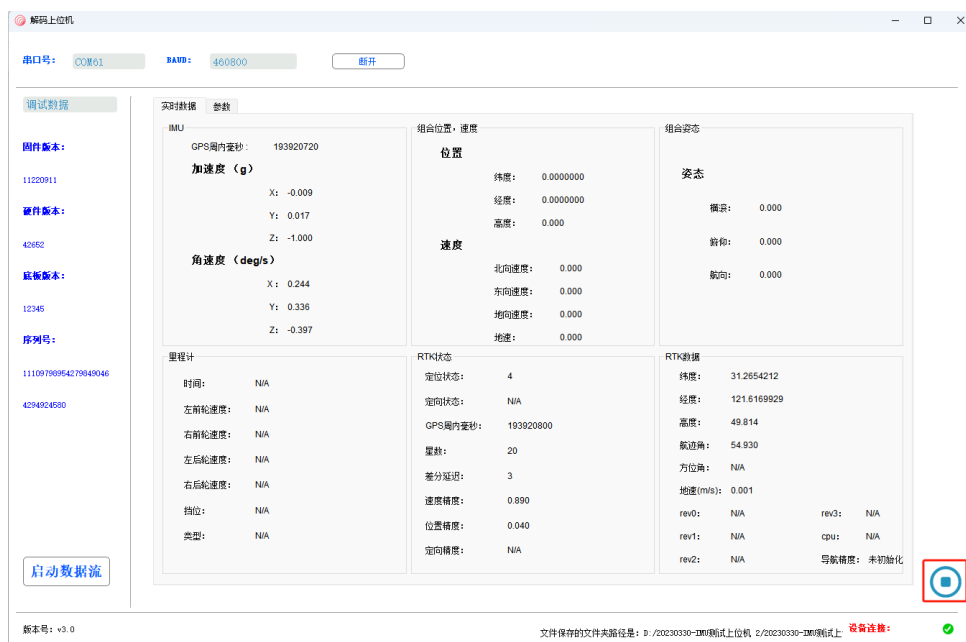 解码上位机
串口号： COM61 BAUD： 460800 断开
调试数据
固件版本：
11220911
硬件版本：
42652
底板版本：
12345
序列号：
11109798954279849046
4294924580
启动数据流
实时数据 参数
IMU
GPS周内毫秒： 193920720
加速度（g）
X： -0.009
Y： 0.017
Z： -1.000
角速度（deg/s）
X： 0.244
Y： 0.336
Z： -0.397
组合位置，速度
位置
纬度： 0.0000000
经度： 0.0000000
高度： 0.000
速度
北向速度： 0.000
东向速度： 0.000
地向速度： 0.000
地速： 0.000
组合姿态
姿态
横滚： 0.000
俯仰： 0.000
航向： 0.000
里程计
时间： N/A
左前轮速度： N/A
右前轮速度： N/A
左后轮速度： N/A
右后轮速度： N/A
挡位： N/A
类型： N/A
RTK状态
定位状态： 4
定向状态： N/A
GPS周内毫秒： 193920800
星数： 20
差分延迟： 3
速度精度： 0.890
位置精度： 0.040
定向精度： N/A
RTK数据
纬度： 31.2654212
经度： 121.6169929
高度： 49.814
航迹角： 54.930
方位角： N/A
地速(m/s)： 0.001
rev0： N/A rev3： N/A
rev1： N/A cpu： N/A
rev2： N/A 导航精度： 未初始化
版本号：v3.0
文件保存的文件夹路径是：D:/20230330-IMU测试上位机 2/20230330-IMU测试上
设备连接：